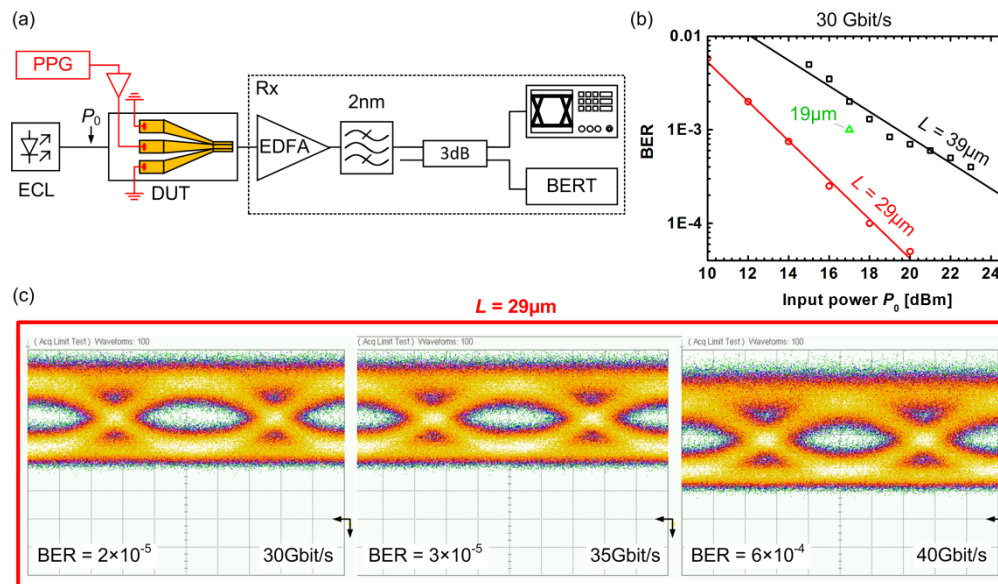 (a)
PPG
P₀
ECL
DUT
Rx
EDFA
2nm
3dB
BERT
(b)
30 Gbit/s
0.01
1E-3
1E-4
BER
19µm
L = 39µm
L = 29µm
10 12 14 16 18 20 22 24
Input power P₀ [dBm]
(c)
L = 29µm
( Acq Limit Test ) Waveforms: 100
BER = 2×10⁻⁵
30Gbit/s
( Acq Limit Test ) Waveforms: 100
BER = 3×10⁻⁵
35Gbit/s
( Acq Limit Test ) Waveforms: 100
BER = 6×10⁻⁴
40Gbit/s